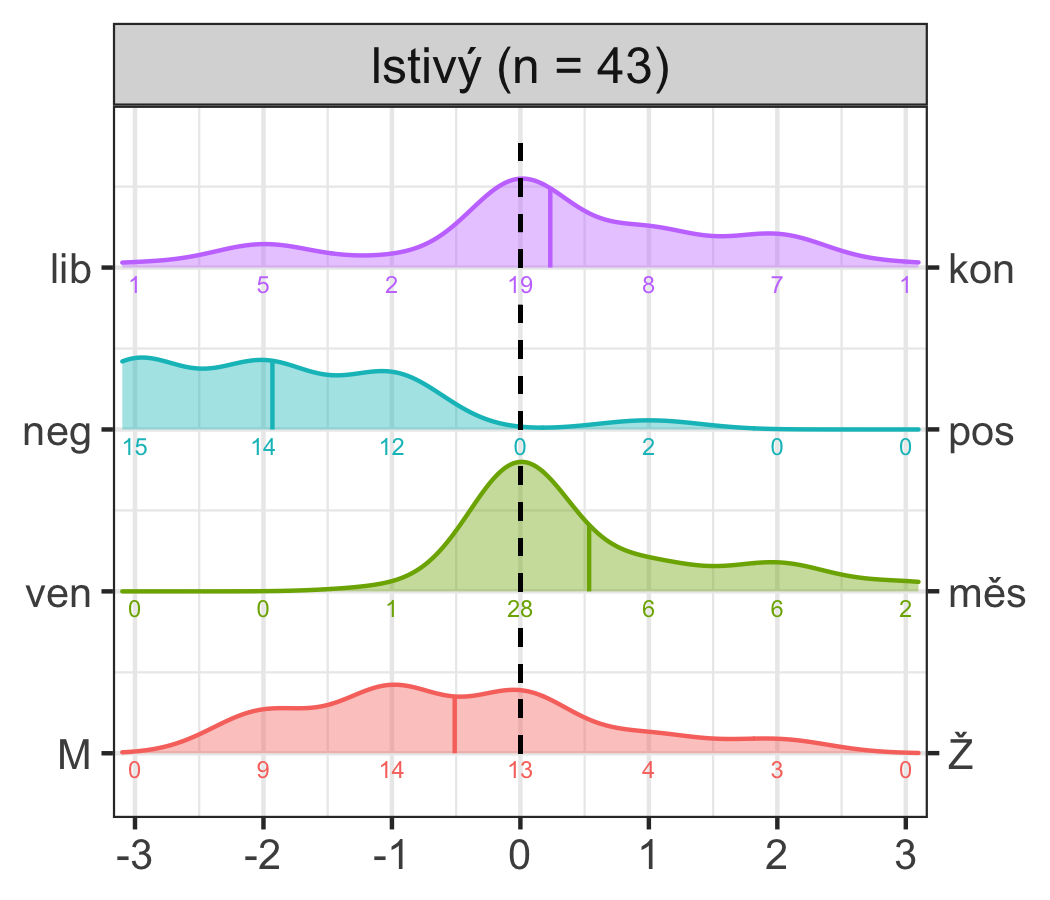 lstivý (n = 43)
lib kon
1 5 2 19 8 7 1
neg pos
15 14 12 0 2 0 0
ven měs
0 0 1 28 6 6 2
M Ž
0 9 14 13 4 3 0
-3 -2 -1 0 1 2 3